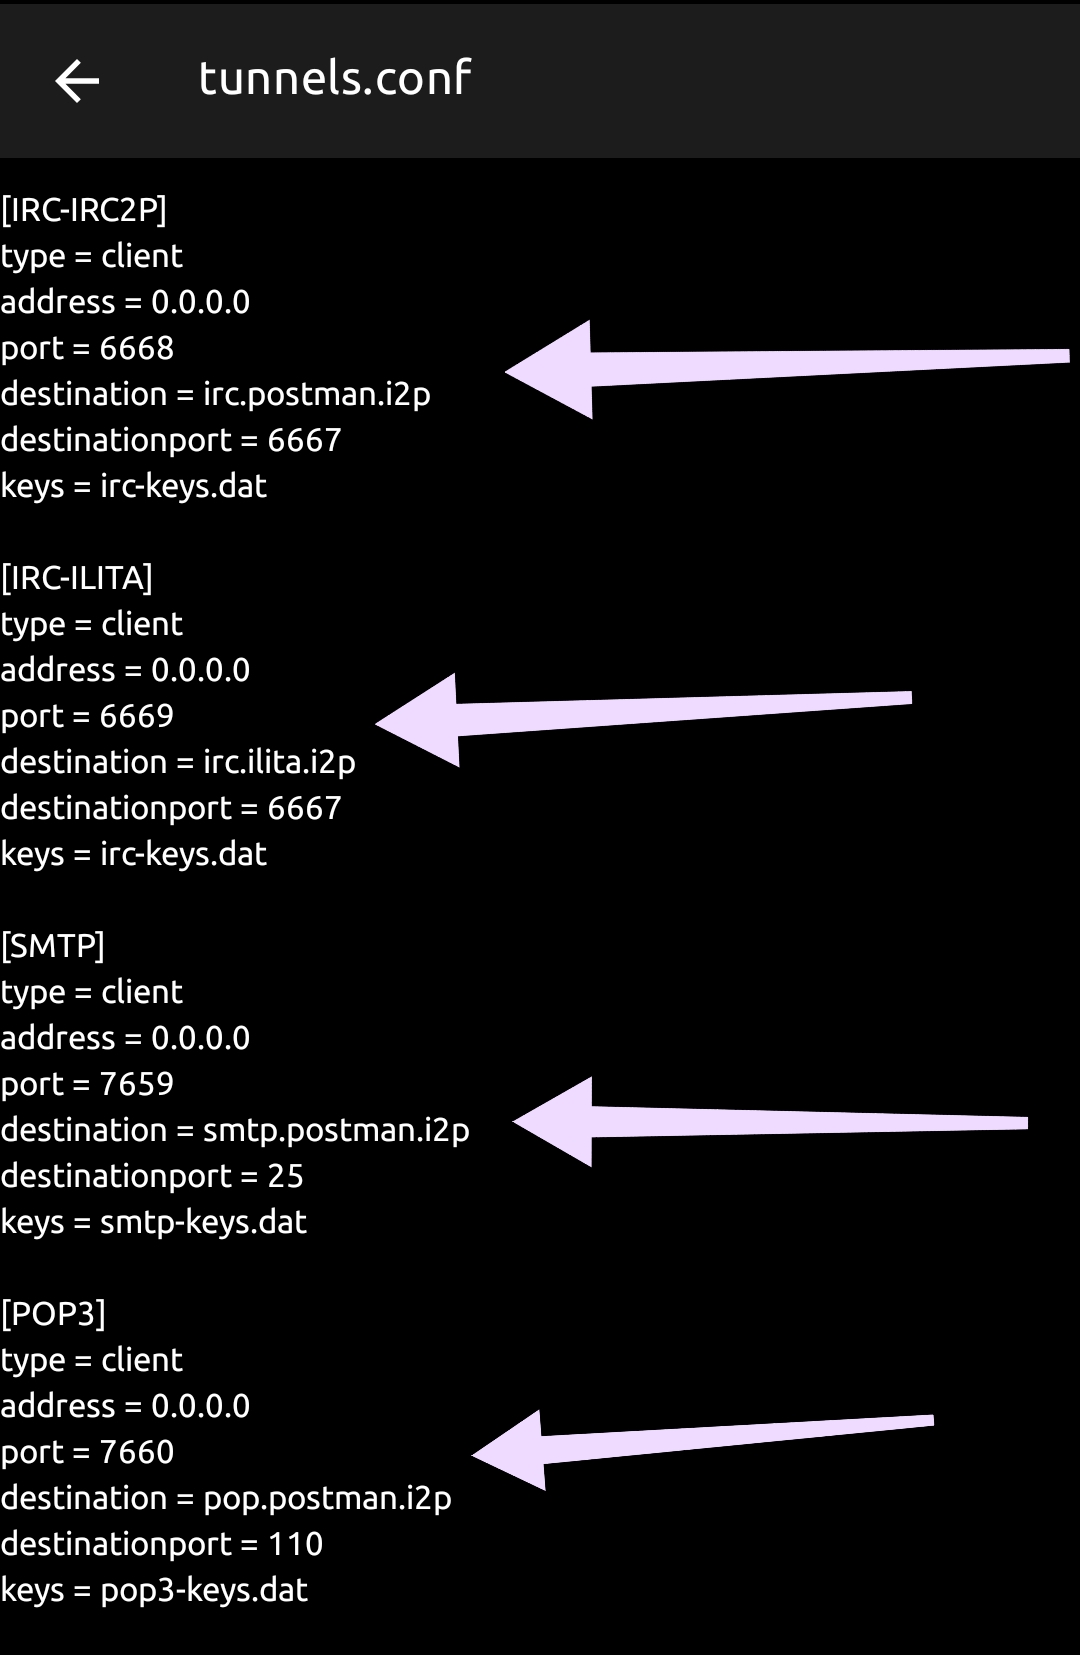 tunnels.conf
[IRC-IRC2P]
type = client
address = 0.0.0.0
port = 6668
destination = irc.postman.i2p
destinationport = 6667
keys = irc-keys.dat
[IRC-ILITA]
type = client
address = 0.0.0.0
port = 6669
destination = irc.ilita.i2p
destinationport = 6667
keys = irc-keys.dat
[SMTP]
type = client
address = 0.0.0.0
port = 7659
destination = smtp.postman.i2p
destinationport = 25
keys = smtp-keys.dat
[POP3]
type = client
address = 0.0.0.0
port = 7660
destination = pop.postman.i2p
destinationport = 110
keys = pop3-keys.dat